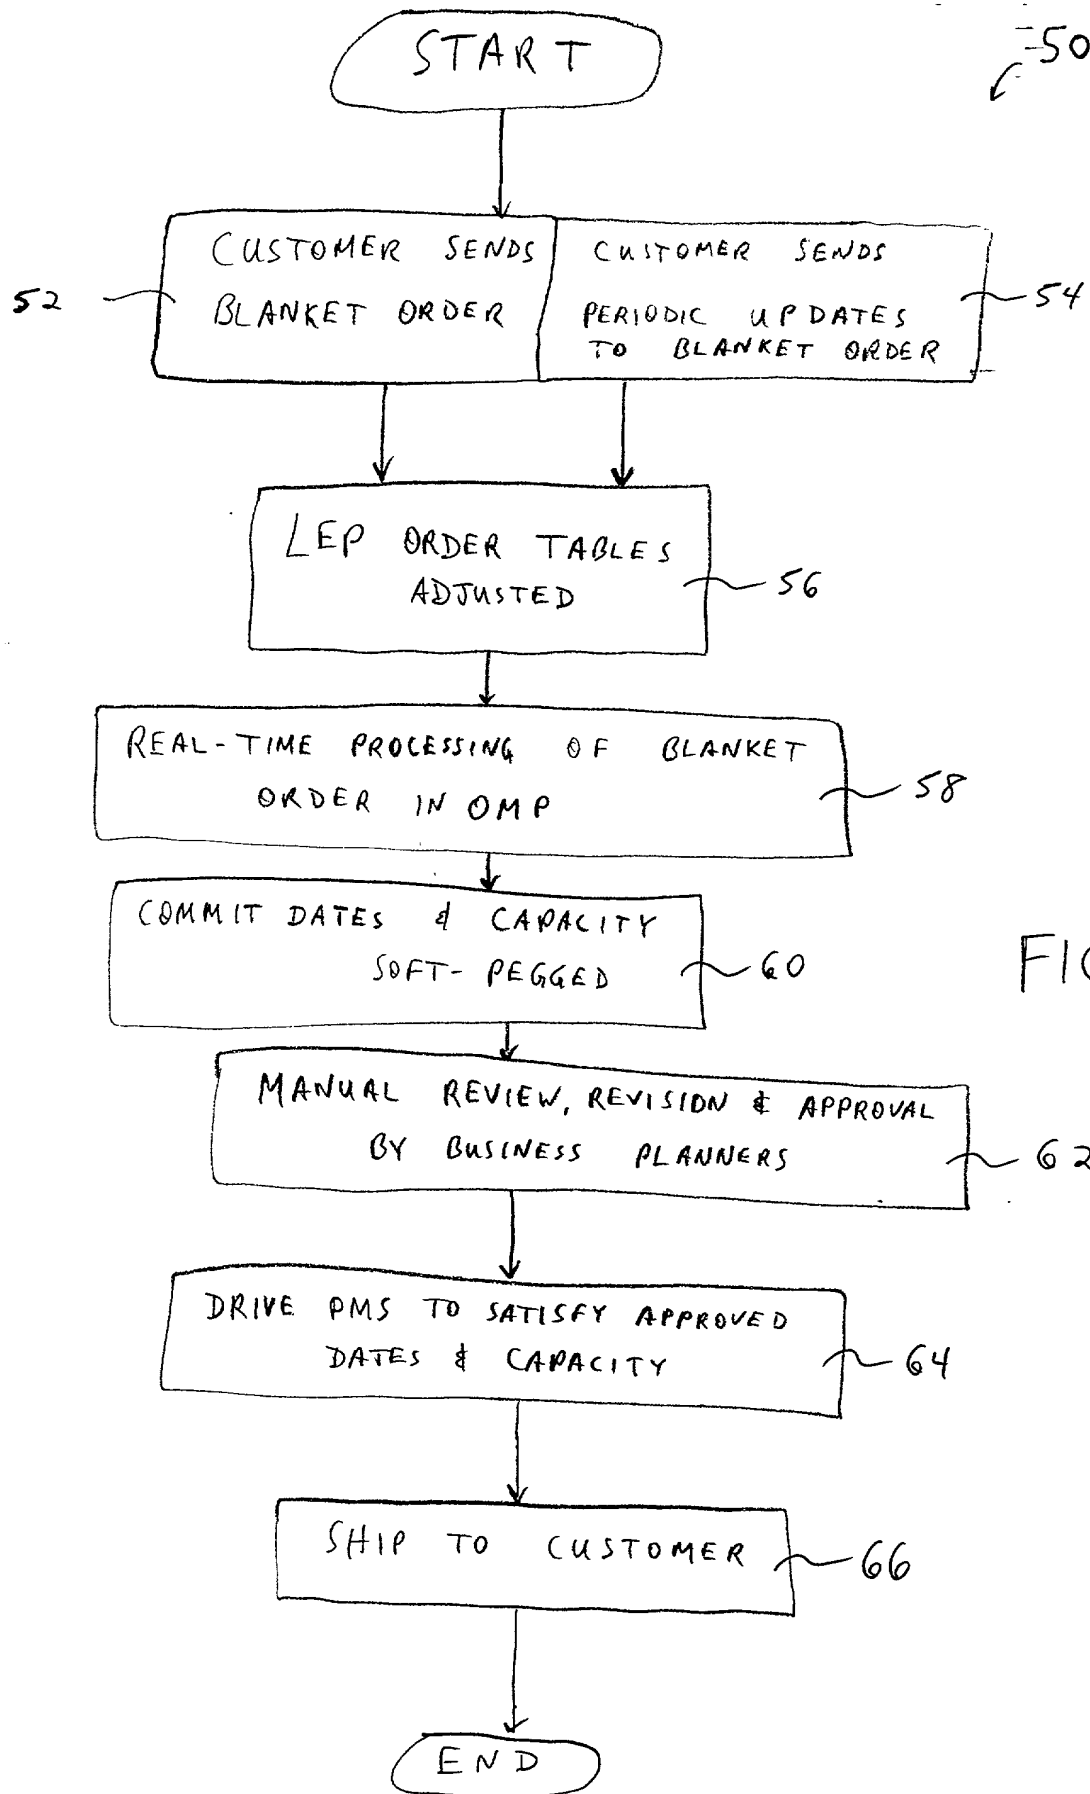 START
50
CUSTOMER SENDS
BLANKET ORDER
52
CUSTOMER SENDS
PERIODIC UPDATES
TO BLANKET ORDER
54
LEP ORDER TABLES
ADJUSTED
56
REAL-TIME PROCESSING OF BLANKET
ORDER IN OMP
58
COMMIT DATES & CAPACITY
SOFT-PEGGED
60
MANUAL REVIEW, REVISION & APPROVAL
BY BUSINESS PLANNERS
62
DRIVE PMS TO SATISFY APPROVED
DATES & CAPACITY
64
SHIP TO CUSTOMER
66
END